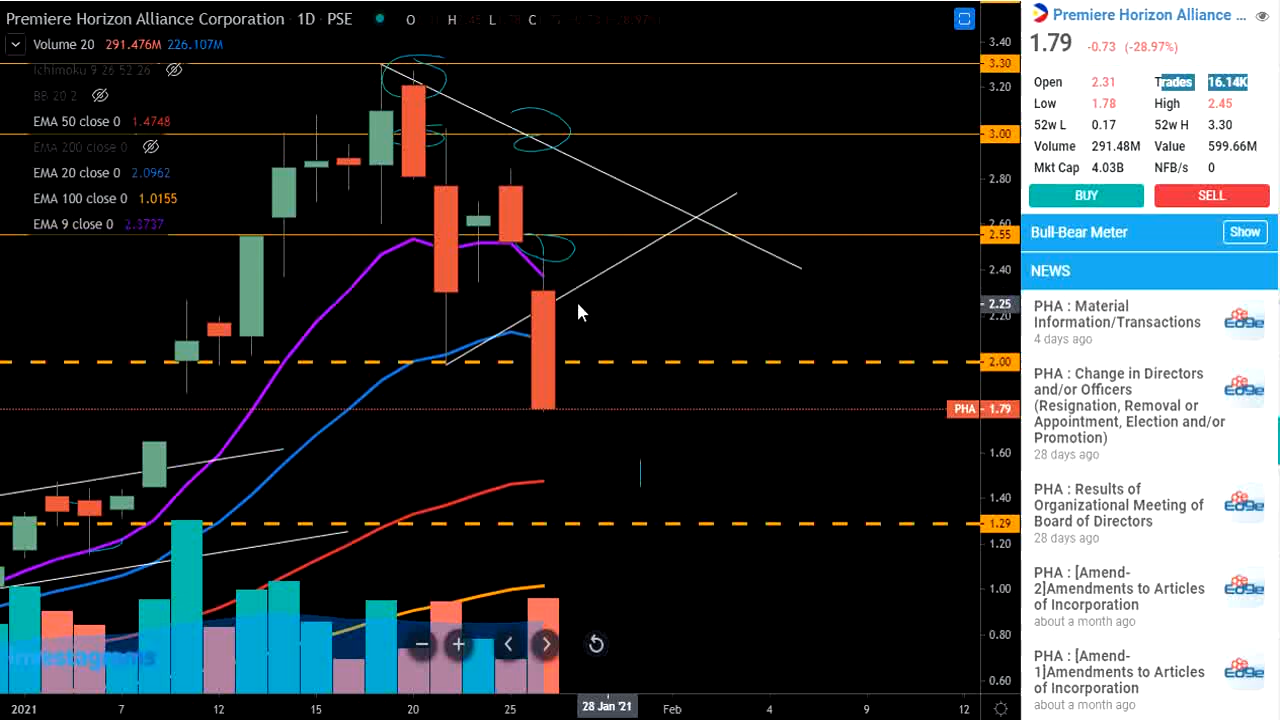 Premiere Horizon Alliance Corporation 1D PSE O H L C
Volume 20 291.476M 226.107M
Ichimoku 9 26 52 26
BB 20 2
EMA 50 close 0 1.4748
EMA 200 close 0
EMA 20 close 0 2.0962
EMA 100 close 0 1.0155
EMA 9 close 0 2.3737
3.40
3.30
3.20
3.00
2.80
2.60
2.55
2.40
2.25
2.20
2.00
PHA 1.79
1.60
1.40
1.29
1.20
1.00
0.80
0.60
investagrams
2021 7 15 20 25 28 Jan '21 Feb 4 9 12
Premiere Horizon Alliance ...
1.79 -0.73 (-28.97%)
Open 2.31 Trades 16.14K
Low 1.78 High 2.45
52w L 0.17 52w H 3.30
Volume 291.48M Value 599.66M
Mkt Cap 4.03B NFB/s 0
BUY SELL
Bull-Bear Meter Show
NEWS
PHA : Material
Information/Transactions
4 days ago
PHA : Change in Directors
and/or Officers
(Resignation, Removal or
Appointment, Election and/or
Promotion)
28 days ago
PHA : Results of
Organizational Meeting of
Board of Directors
28 days ago
PHA : [Amend-
2]Amendments to Articles
of Incorporation
about a month ago
PHA : [Amend-
1]Amendments to Articles
of Incorporation
about a month ago